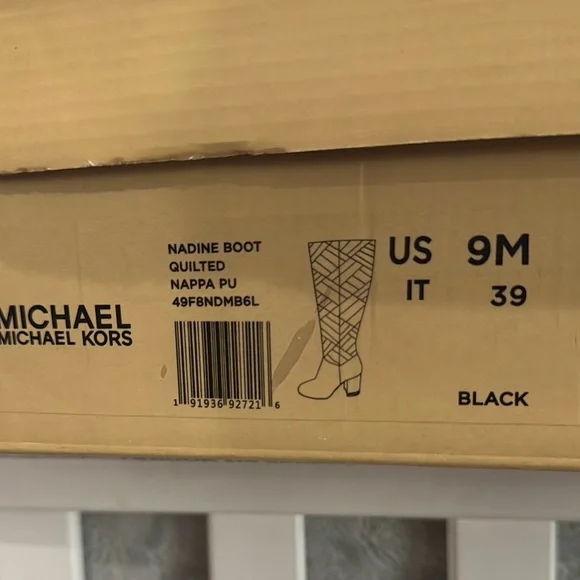 MICHAEL
MICHAEL KORS
NADINE BOOT
QUILTED
NAPPA PU
49F8NDMB6L
1 91936 92721 6
US 9M
IT 39
BLACK